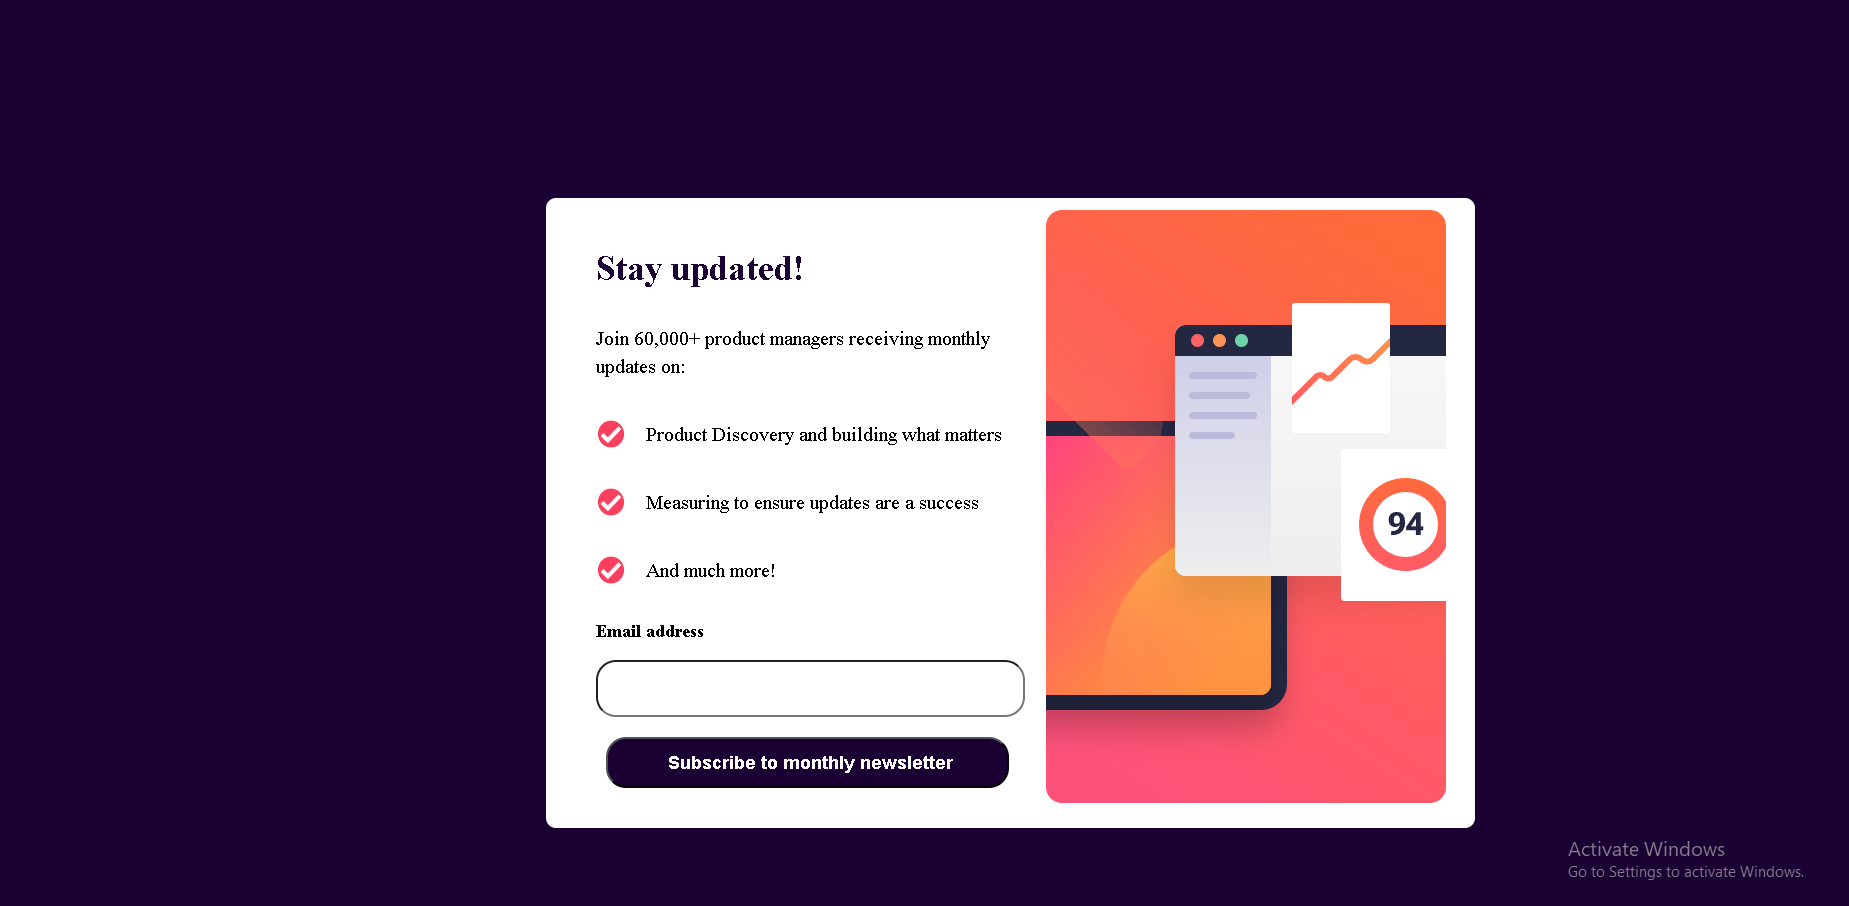 Stay updated!
Join 60,000+ product managers receiving monthly
updates on:
Product Discovery and building what matters
Measuring to ensure updates are a success
And much more!
Email address
Subscribe to monthly newsletter
94
Activate Windows
Go to Settings to activate Windows.